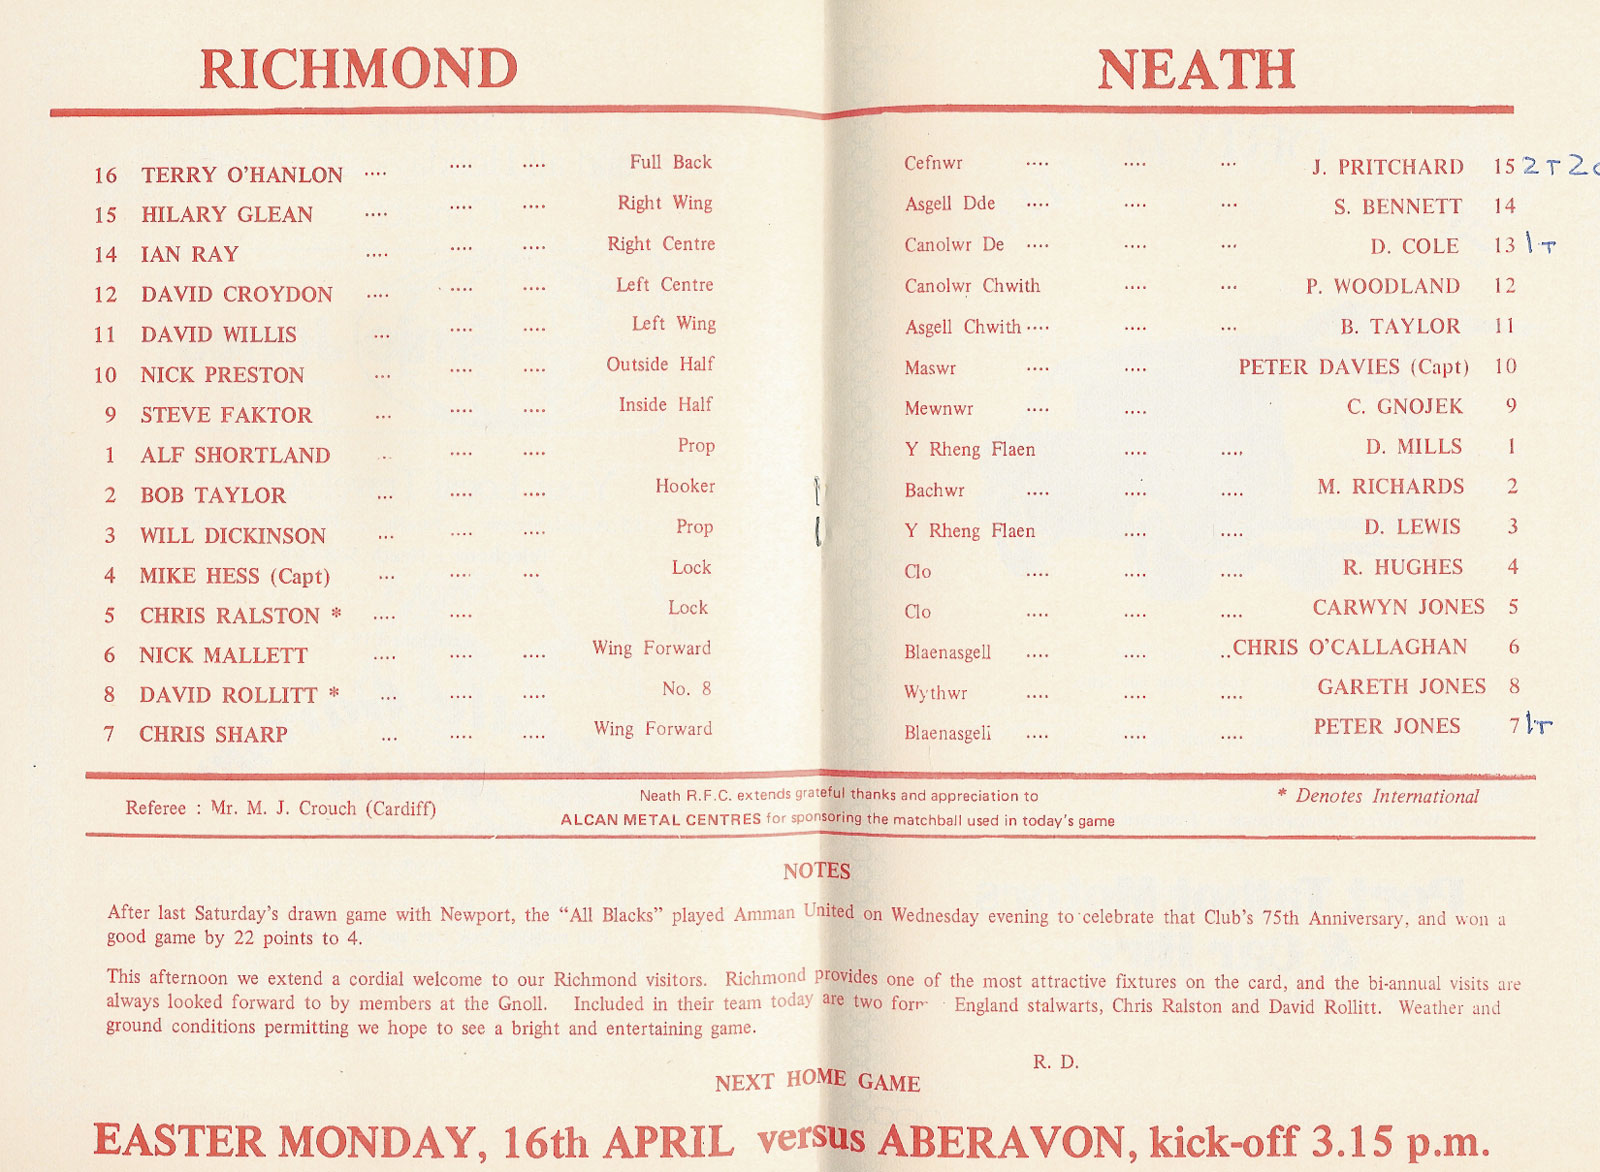 RICHMOND
16 TERRY O'HANLON .... .... .... Full Back
15 HILARY GLEAN .... .... .... Right Wing
14 IAN RAY .... .... .... Right Centre
12 DAVID CROYDON .... .... .... Left Centre
11 DAVID WILLIS ... .... .... Left Wing
10 NICK PRESTON ... .... .... Outside Half
9 STEVE FAKTOR ... .... .... Inside Half
1 ALF SHORTLAND ... .... .... Prop
2 BOB TAYLOR ... .... .... Hooker
3 WILL DICKINSON ... .... .... Prop
4 MIKE HESS (Capt) ... .... ... Lock
5 CHRIS RALSTON * .... .... Lock
6 NICK MALLETT .... .... .... Wing Forward
8 DAVID ROLLITT * ... .... .... No. 8
7 CHRIS SHARP ... .... .... Wing Forward
NEATH
Cefnwr .... .... ... J. PRITCHARD 15 2T 2c
Asgell Dde .... .... ... S. BENNETT 14
Canolwr De .... .... ... D. COLE 13 1T
Canolwr Chwith .... ... P. WOODLAND 12
Asgell Chwith .... .... ... B. TAYLOR 11
Maswr .... .... PETER DAVIES (Capt) 10
Mewnwr .... .... C. GNOJEK 9
Y Rheng Flaen .... .... D. MILLS 1
Bachwr .... .... .... M. RICHARDS 2
Y Rheng Flaen .... .... D. LEWIS 3
Clo .... .... .... R. HUGHES 4
Clo .... .... .... CARWYN JONES 5
Blaenasgell .... .... ..CHRIS O'CALLAGHAN 6
Wythwr .... .... .... GARETH JONES 8
Blaenasgell .... .... .... PETER JONES 7 1T
Referee : Mr. M. J. Crouch (Cardiff)
Neath R.F.C. extends grateful thanks and appreciation to
ALCAN METAL CENTRES for sponsoring the matchball used in today's game
* Denotes International
NOTES
After last Saturday's drawn game with Newport, the "All Blacks" played Amman United on Wednesday evening to celebrate that Club's 75th Anniversary, and won a
good game by 22 points to 4.
This afternoon we extend a cordial welcome to our Richmond visitors. Richmond provides one of the most attractive fixtures on the card, and the bi-annual visits are
always looked forward to by members at the Gnoll. Included in their team today are two England stalwarts, Chris Ralston and David Rollitt. Weather and
ground conditions permitting we hope to see a bright and entertaining game.
R. D.
NEXT HOME GAME
EASTER MONDAY, 16th APRIL versus ABERAVON, kick-off 3.15 p.m.